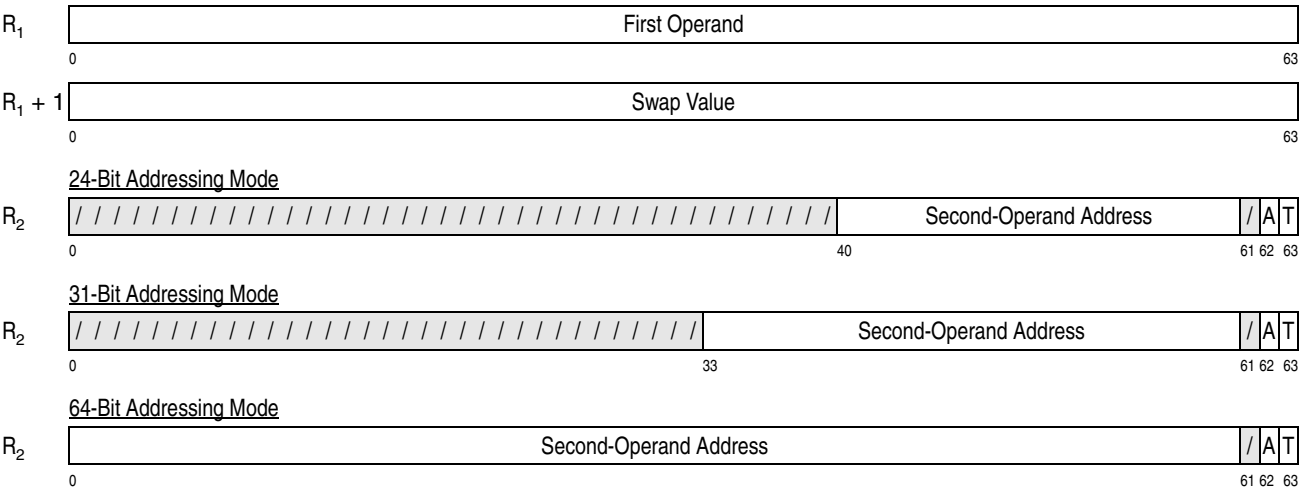 R1 First Operand
0 63
R1 + 1 Swap Value
0 63
24-Bit Addressing Mode
R2 / / / / / / / / / / / / / / / / / / / / / / / / / / / / / / / / / / / / / / / / Second-Operand Address / A T
0 40 61 62 63
31-Bit Addressing Mode
R2 / / / / / / / / / / / / / / / / / / / / / / / / / / / / / / / / / Second-Operand Address / A T
0 33 61 62 63
64-Bit Addressing Mode
R2 Second-Operand Address / A T
0 61 62 63